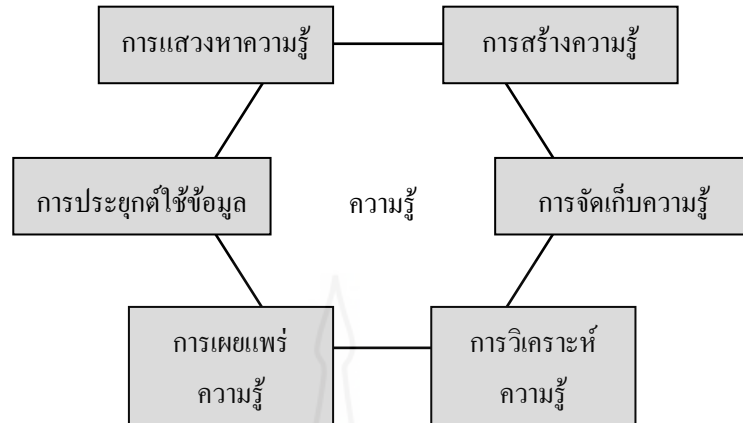 การแสวงหาความรู้
การสร้างความรู้
การประยุกต์ใช้ข้อมูล
ความรู้
การจัดเก็บความรู้
การเผยแพร่
ความรู้
การวิเคราะห์
ความรู้